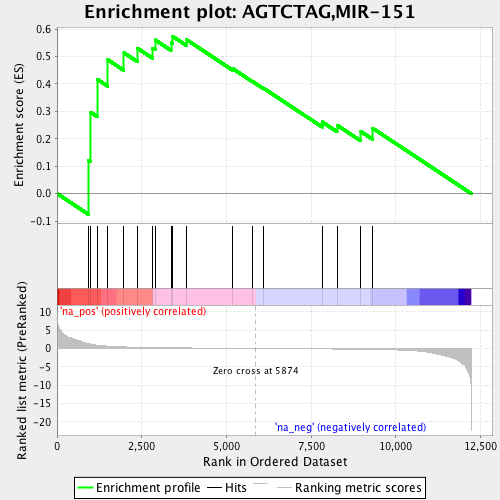 Enrichment plot: AGTCTAG,MIR-151
Enrichment score (ES)
0.6
0.5
0.4
0.3
0.2
0.1
0.0
-0.1
'na_pos' (positively correlated)
Ranked list metric (PreRanked)
10
5
0
-5
-10
-15
-20
Zero cross at 5874
'na_neg' (negatively correlated)
0 2,500 5,000 7,500 10,000 12,500
Rank in Ordered Dataset
Enrichment profile Hits Ranking metric scores